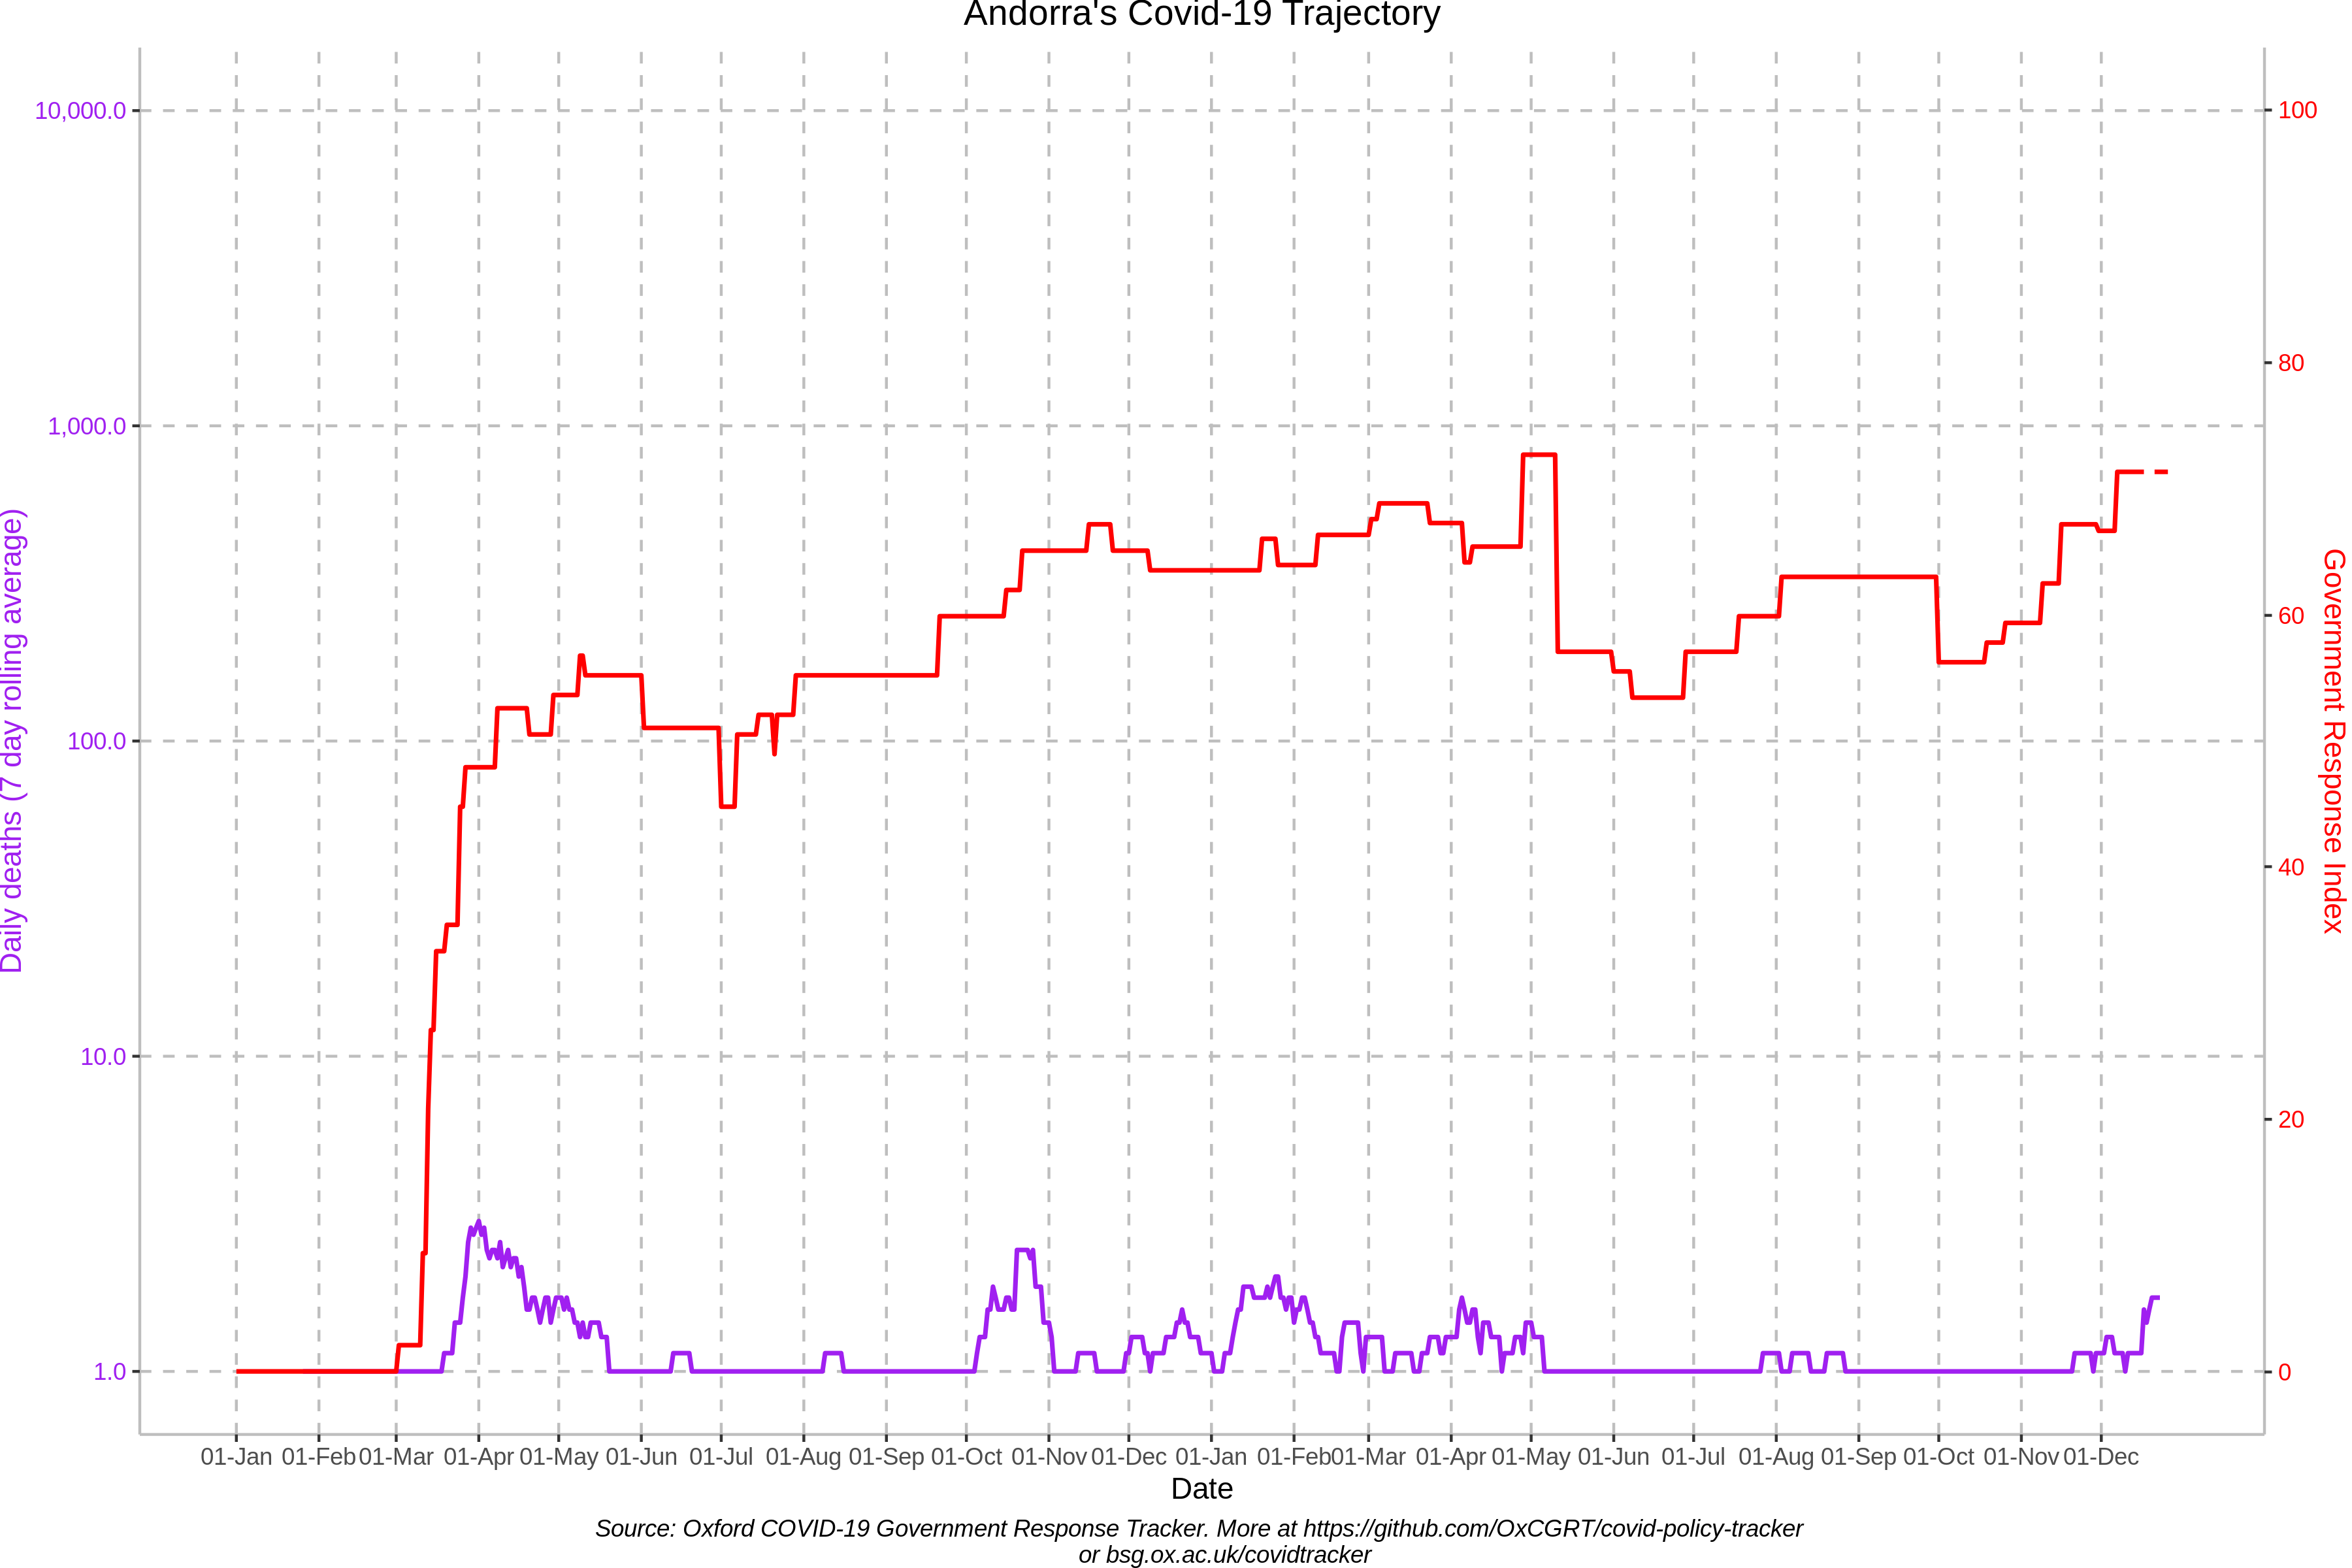 Andorra's Covid-19 Trajectory
10,000.0
1,000.0
100.0
10.0
1.0
Daily deaths (7 day rolling average)
100
80
60
40
20
0
Government Response Index
01-Jan 01-Feb 01-Mar 01-Apr 01-May 01-Jun 01-Jul 01-Aug 01-Sep 01-Oct 01-Nov 01-Dec 01-Jan 01-Feb 01-Mar 01-Apr 01-May 01-Jun 01-Jul 01-Aug 01-Sep 01-Oct 01-Nov 01-Dec
Date
Source: Oxford COVID-19 Government Response Tracker. More at https://github.com/OxCGRT/covid-policy-tracker
or bsg.ox.ac.uk/covidtracker